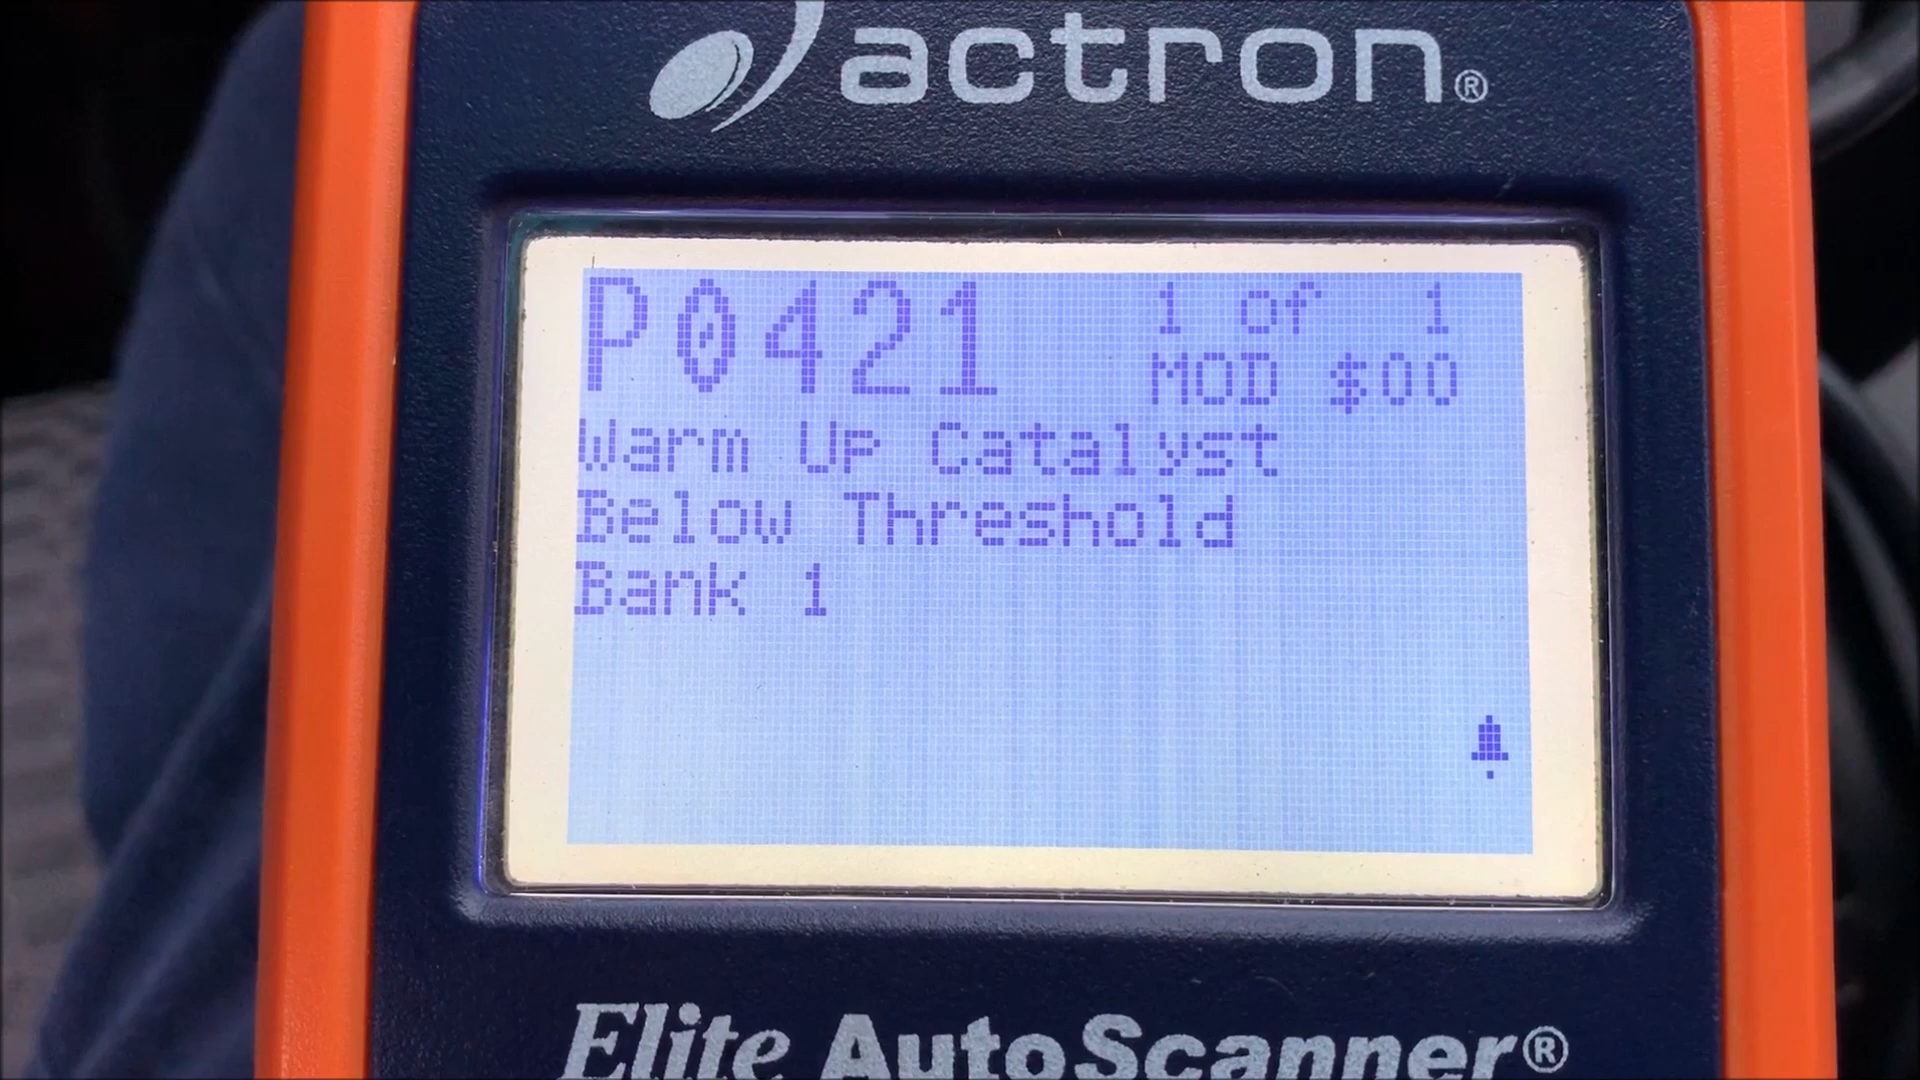 actron®
P0421 1 of 1
MOD $00
Warm Up Catalyst
Below Threshold
Bank 1
Elite AutoScanner®